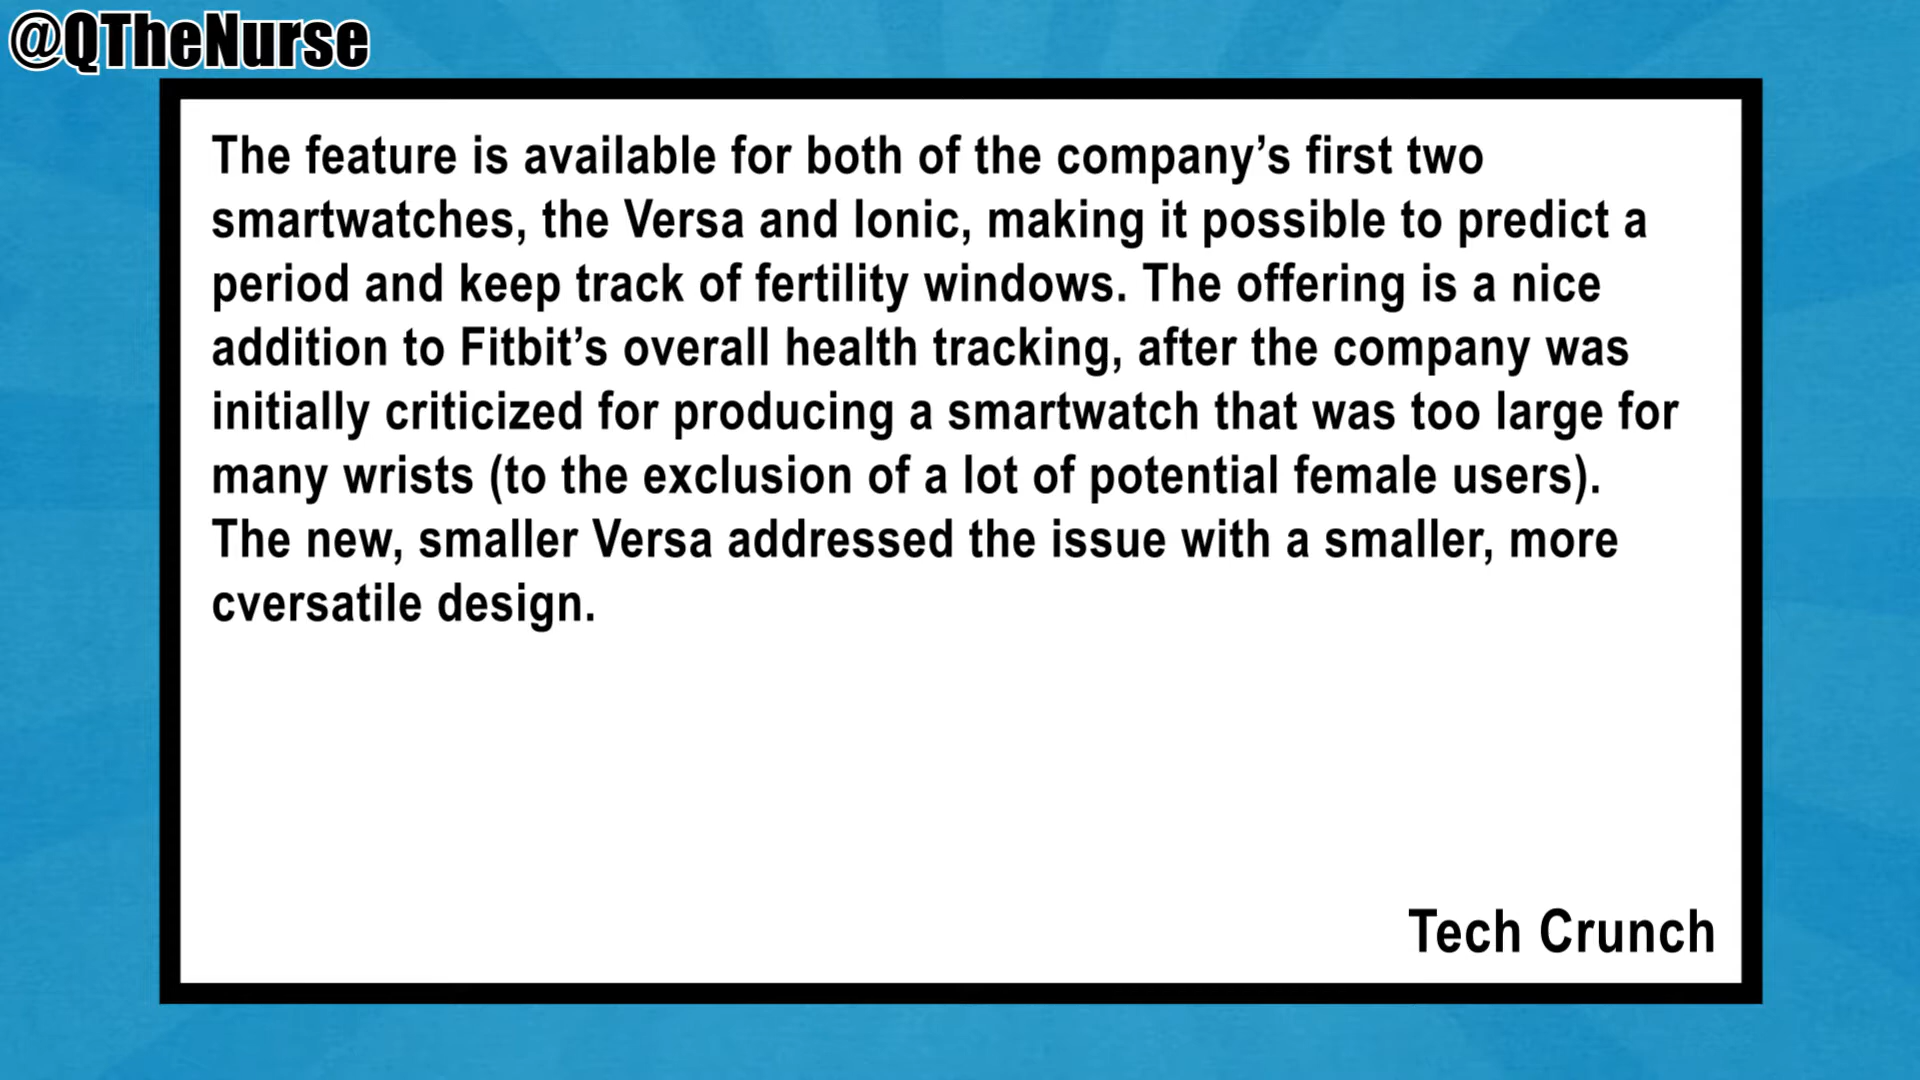 @QTheNurse
The feature is available for both of the company’s first two
smartwatches, the Versa and Ionic, making it possible to predict a
period and keep track of fertility windows. The offering is a nice
addition to Fitbit’s overall health tracking, after the company was
initially criticized for producing a smartwatch that was too large for
many wrists (to the exclusion of a lot of potential female users).
The new, smaller Versa addressed the issue with a smaller, more
cversatile design.
Tech Crunch